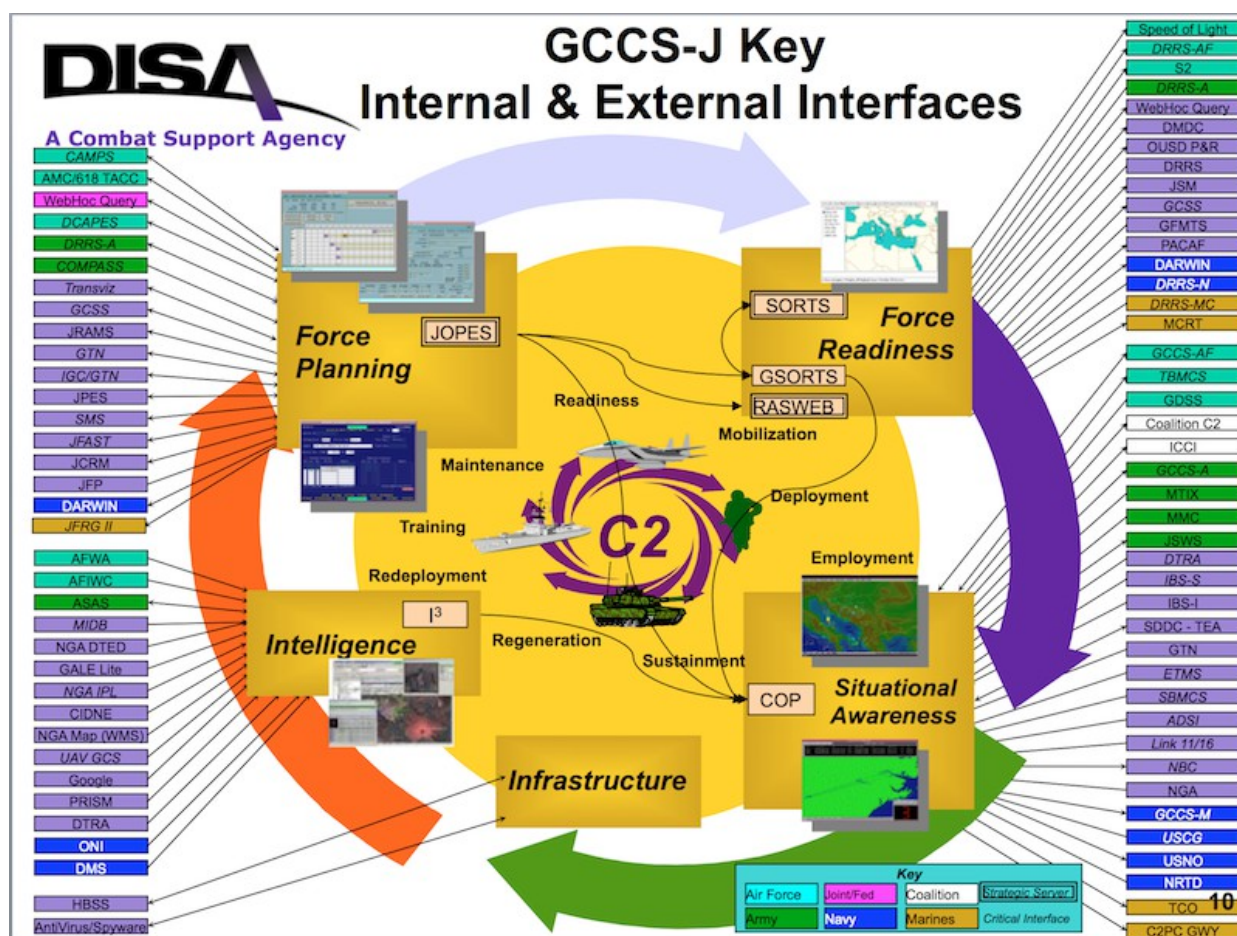 DISA
A Combat Support Agency
GCCS-J Key
Internal & External Interfaces
CAMPS
AMC/618 TACC
WebHoc Query
DCAPES
DRRS-A
COMPASS
Transviz
GCSS
JRAMS
GTN
IGC/GTN
JPES
SMS
JFAST
JCRM
JFP
DARWIN
JFRG II
AFWA
AFIWC
ASAS
MIDB
NGA DTED
GALE Lite
NGA IPL
CIDNE
NGA Map (WMS)
UAV GCS
Google
PRISM
DTRA
ONI
DMS
HBSS
AntiVirus/Spyware
Force
Planning
JOPES
SORTS
Force
Readiness
GSORTS
RASWEB
Readiness
Mobilization
Maintenance
Deployment
Training
C2
Employment
Redeployment
Regeneration
Sustainment
I³
Intelligence
COP
Situational
Awareness
Infrastructure
Speed of Light
DRRS-AF
S2
DRRS-A
WebHoc Query
DMDC
OUSD P&R
DRRS
JSM
GCSS
GFMTS
PACAF
DARWIN
DRRS-N
DRRS-MC
MCRT
GCCS-AF
TBMCS
GDSS
Coalition C2
ICCI
GCCS-A
MTIX
MMC
JSWS
DTRA
IBS-S
IBS-I
SDDC - TEA
GTN
ETMS
SBMCS
ADSI
Link 11/16
NBC
NGA
GCCS-M
USCG
USNO
NRTD
TCO
C2PC GWY
Key
Air Force
Joint/Fed
Coalition
Strategic Server
Army
Navy
Marines
Critical Interface
10